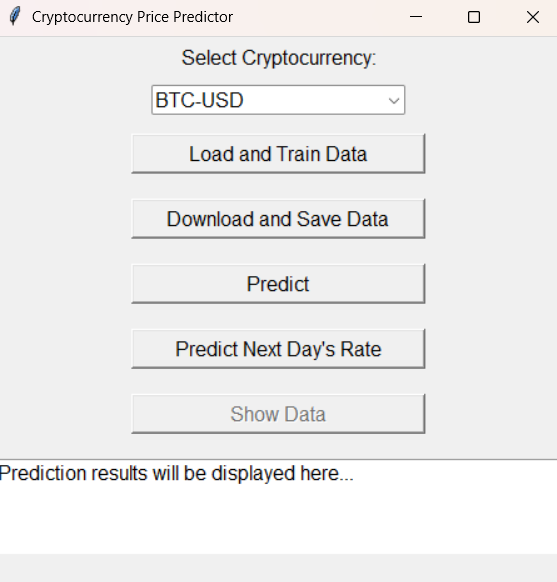 Cryptocurrency Price Predictor
Select Cryptocurrency:
BTC-USD
Load and Train Data
Download and Save Data
Predict
Predict Next Day's Rate
Show Data
Prediction results will be displayed here...